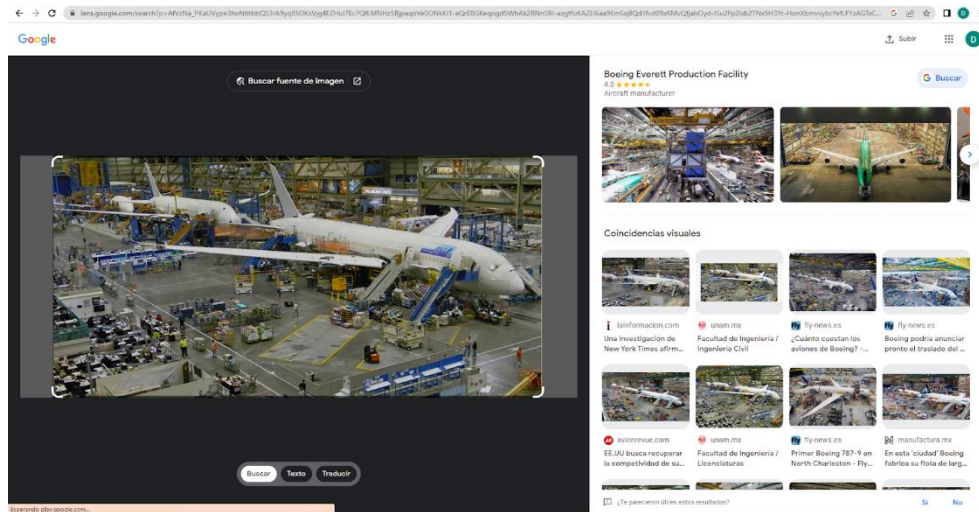 Google
Subir
D
Buscar fuente de imagen
Buscar
Texto
Traducir
Esperando play.google.com...
Boeing Everett Production Facility
4.3
Aircraft manufacturer
Buscar
Coincidencias visuales
lainformacion.com
Una investigación de
New York Times afirm...
unam.mx
Facultad de Ingeniería /
Ingeniería Civil
fly-news.es
¿Cuánto cuestan los
aviones de Boeing? -...
fly-news.es
Boeing podría anunciar
pronto el traslado del ...
avionrevue.com
EE.UU busca recuperar
la competividad de su...
unam.mx
Facultad de Ingeniería /
Licenciaturas
fly-news.es
Primer Boeing 787-9 en
North Charleston - Fly...
manufactura.mx
En esta 'ciudad' Boeing
fabrica su flota de larg...
¿Te parecieron útiles estos resultados?
Sí
No